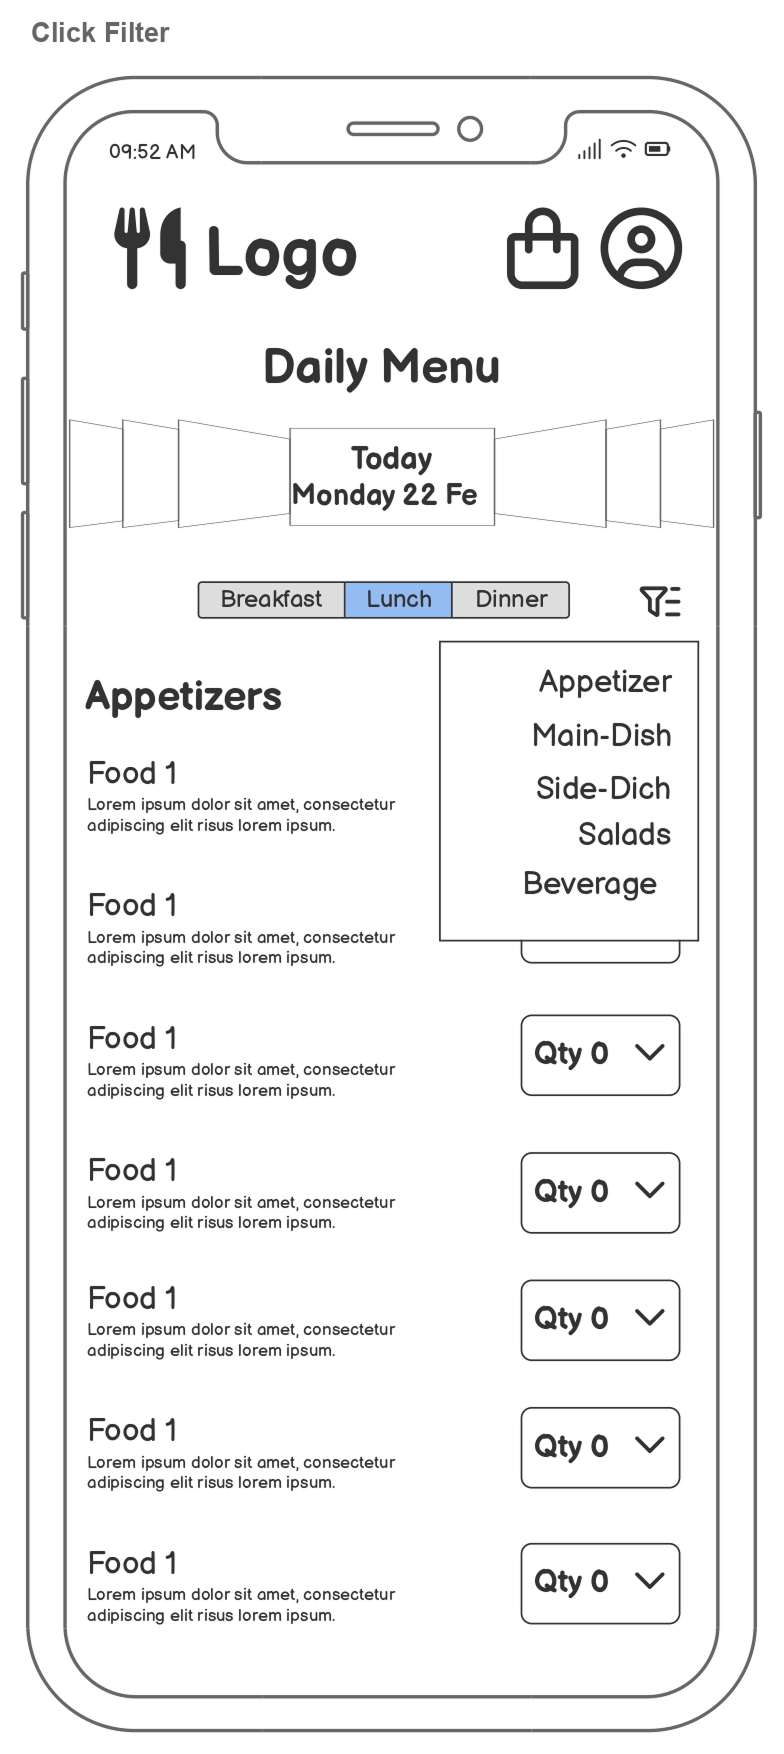 Click Filter
09:52 AM
Logo
Daily Menu
Today
Monday 22 Fe
Breakfast Lunch Dinner
Appetizer
Main-Dish
Side-Dich
Salads
Beverage
Appetizers
Food 1
Lorem ipsum dolor sit amet, consectetur
adipiscing elit risus lorem ipsum.
Food 1
Lorem ipsum dolor sit amet, consectetur
adipiscing elit risus lorem ipsum.
Food 1
Lorem ipsum dolor sit amet, consectetur
adipiscing elit risus lorem ipsum.
Qty 0
Food 1
Lorem ipsum dolor sit amet, consectetur
adipiscing elit risus lorem ipsum.
Qty 0
Food 1
Lorem ipsum dolor sit amet, consectetur
adipiscing elit risus lorem ipsum.
Qty 0
Food 1
Lorem ipsum dolor sit amet, consectetur
adipiscing elit risus lorem ipsum.
Qty 0
Food 1
Lorem ipsum dolor sit amet, consectetur
adipiscing elit risus lorem ipsum.
Qty 0